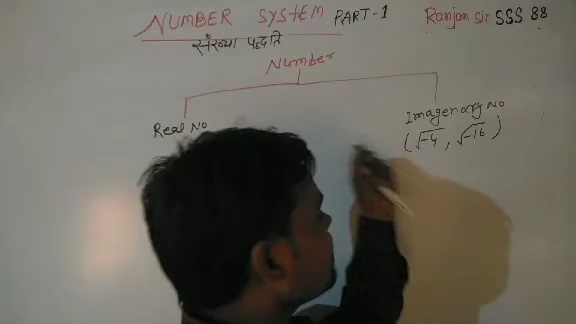 NUMBER SYSTEM PART-1 Ranjan Sir SSS 88
संख्या पद्धति
Number
Real No Imagenary No
(√-4, √-16)